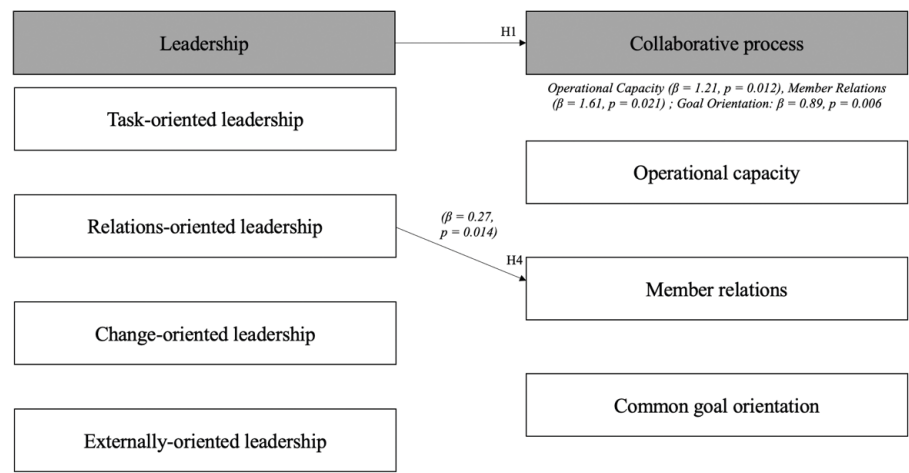 Leadership
H1
Collaborative process
Operational Capacity (β = 1.21, p = 0.012), Member Relations
(β = 1.61, p = 0.021) ; Goal Orientation: β = 0.89, p = 0.006
Task-oriented leadership
Operational capacity
Relations-oriented leadership
(β = 0.27,
p = 0.014)
H4
Member relations
Change-oriented leadership
Common goal orientation
Externally-oriented leadership